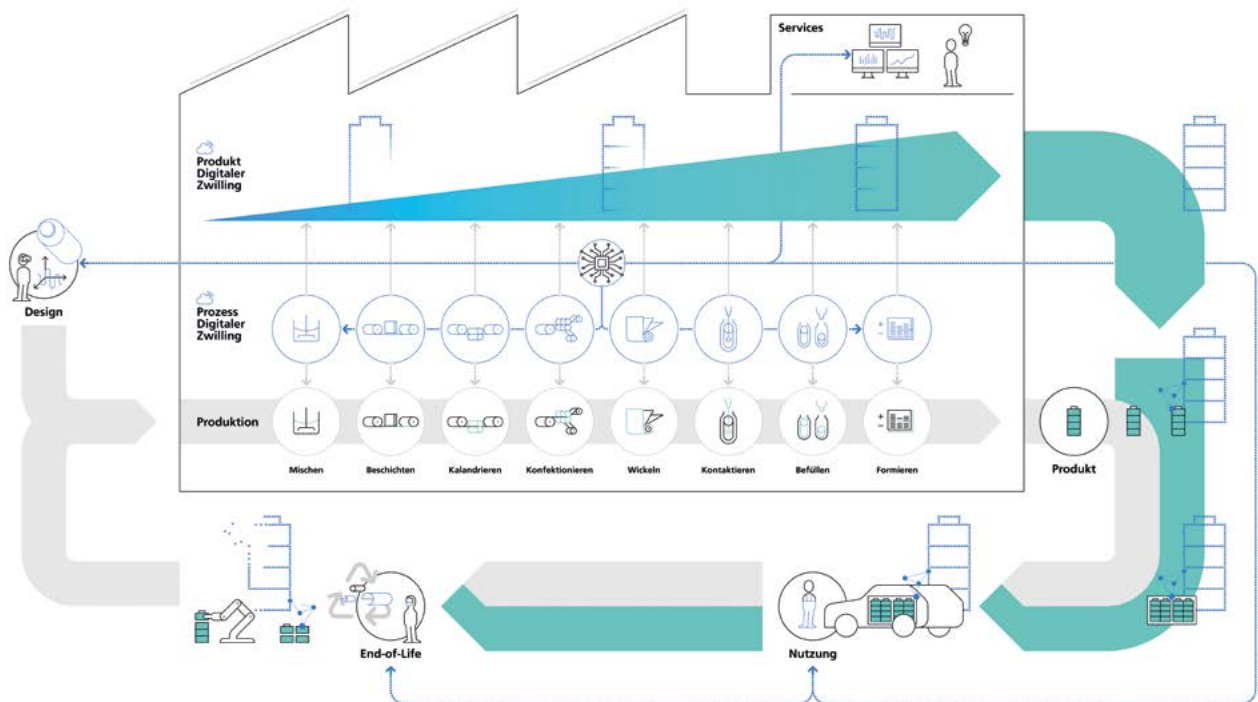 Services
Produkt
Digitaler
Zwilling
Design
Prozess
Digitaler
Zwilling
Produktion
Mischen
Beschichten
Kalandrieren
Konfektionieren
Wickeln
Kontaktieren
Befüllen
Formieren
Produkt
End-of-Life
Nutzung